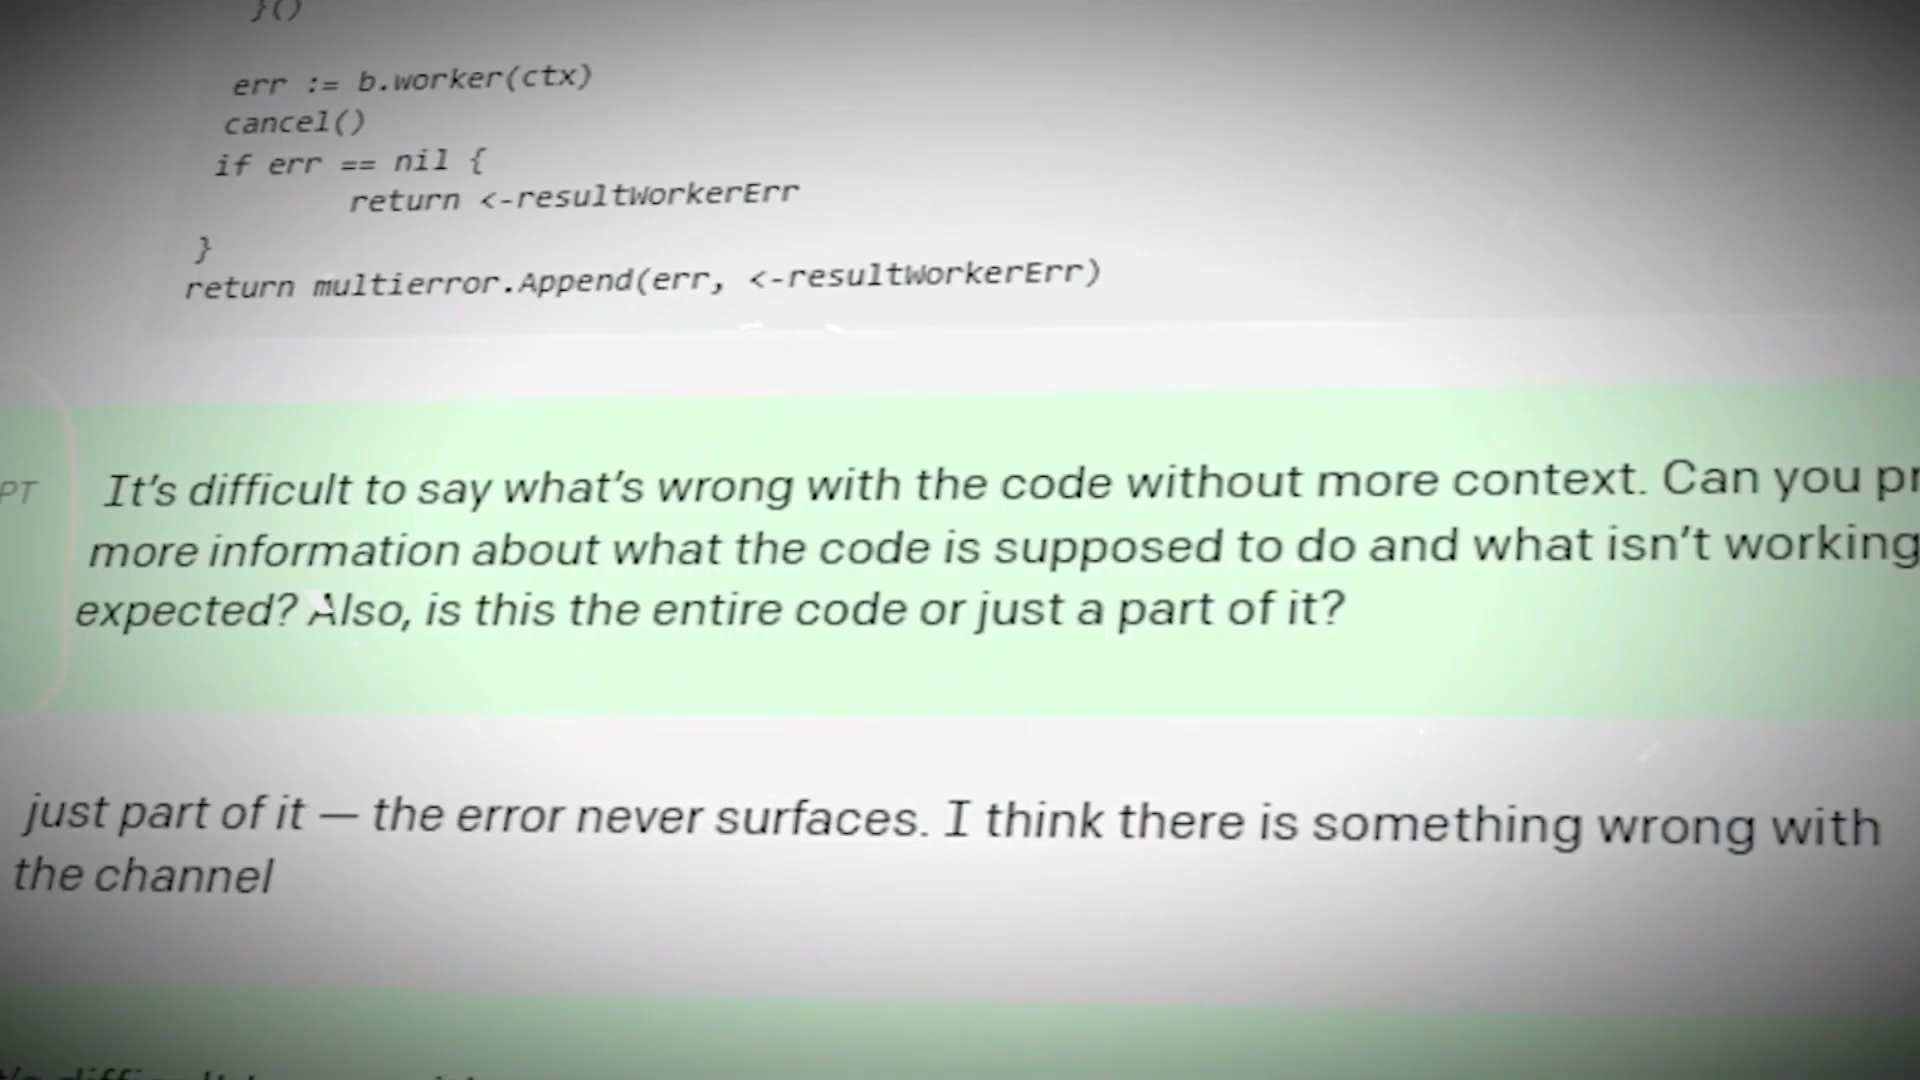 }()
err := b.worker(ctx)
cancel()
if err == nil {
return <-resultWorkerErr
}
return multierror.Append(err, <-resultWorkerErr)
PT
It's difficult to say what's wrong with the code without more context. Can you pr
more information about what the code is supposed to do and what isn't working
expected? Also, is this the entire code or just a part of it?
just part of it — the error never surfaces. I think there is something wrong with
the channel